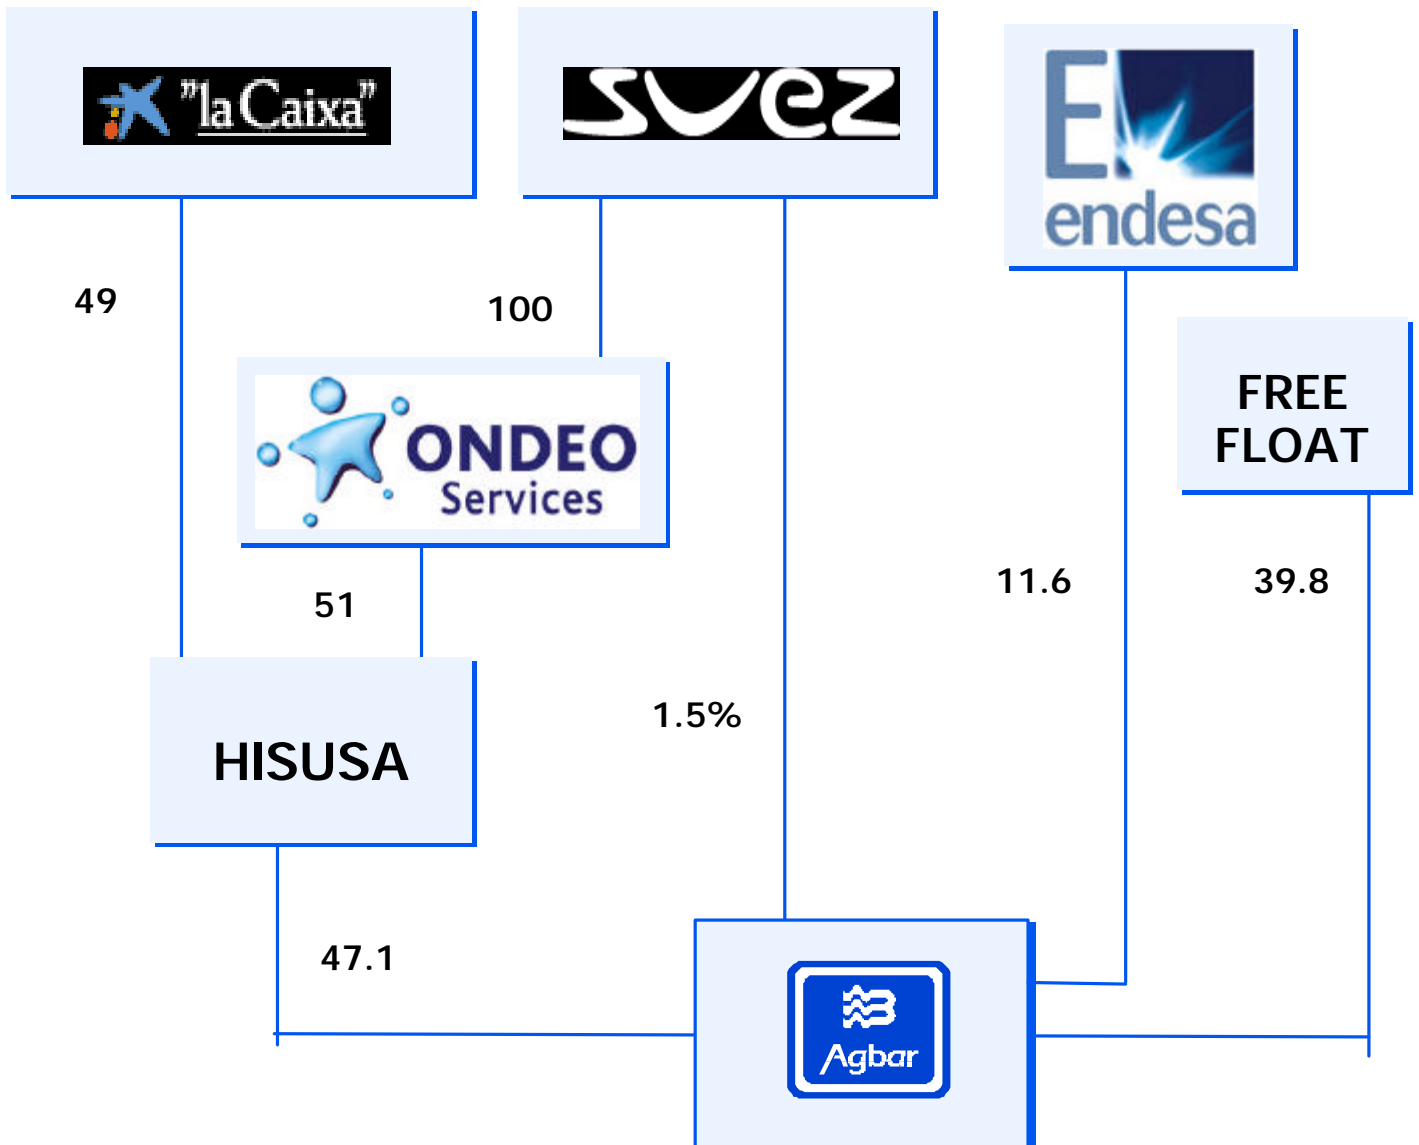 "la Caixa"
suez
E
endesa
49
100
FREE
FLOAT
ONDEO
Services
11.6
39.8
51
1.5%
HISUSA
47.1
Agbar